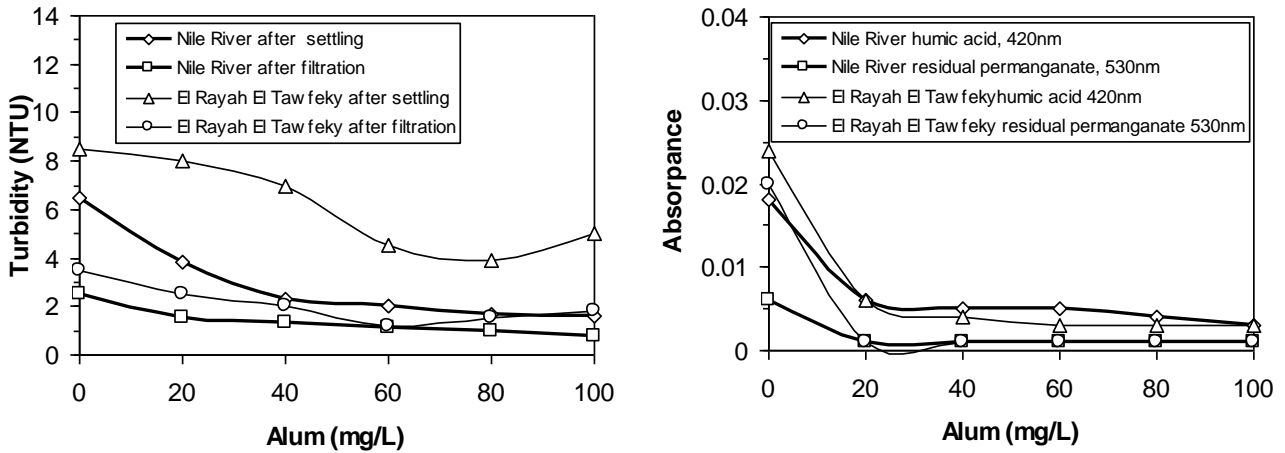 14
12
10
8
6
4
2
0
Turbidity (NTU)
Nile River after settling
Nile River after filtration
El Rayah El Tawfeky after settling
El Rayah El Tawfeky after filtration
0 20 40 60 80 100
Alum (mg/L)
0.04
0.03
0.02
0.01
0
Absorpance
Nile River humic acid, 420nm
Nile River residual permanganate, 530nm
El Rayah El Tawfekyhumic acid 420nm
El Rayah El Tawfeky residual permanganate 530nm
0 20 40 60 80 100
Alum (mg/L)